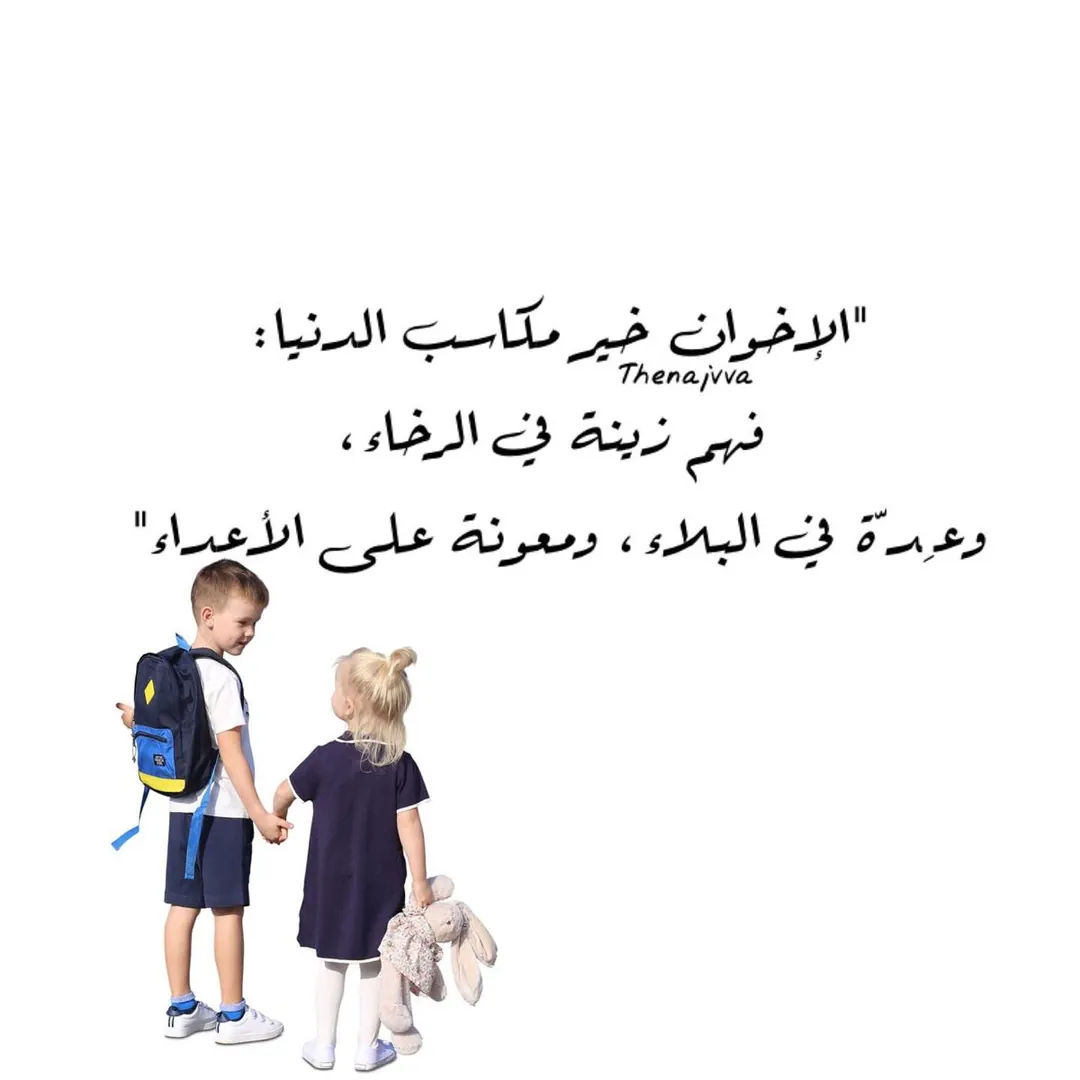 "الإخوان خير مكاسب الدنيا:
Thenajvva
فهم زينة في الرخاء،
وعِدّة في البلاء، ومعونة على الأعداء"